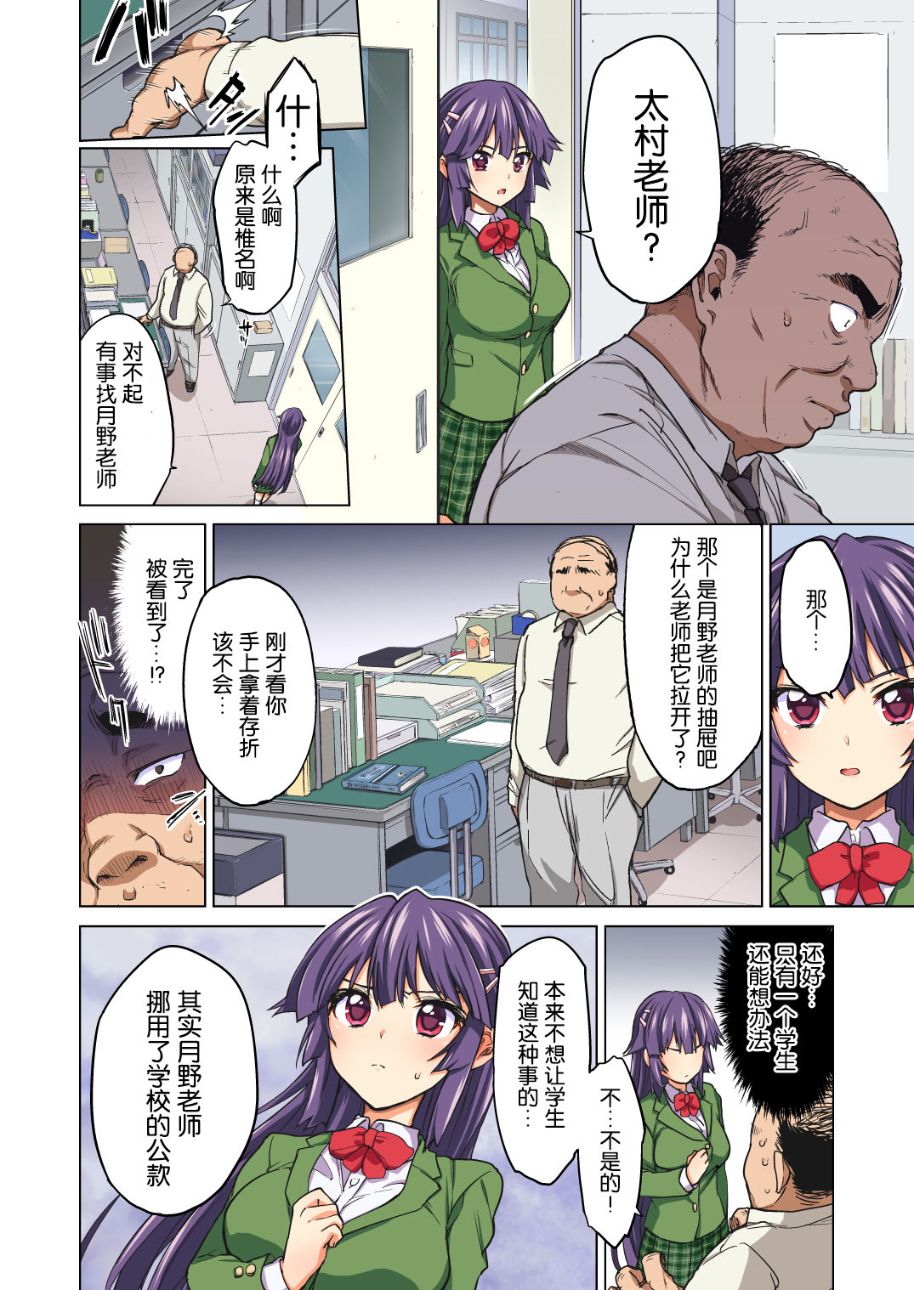 太村老师？
什…
什么啊
原来是椎名啊
对不起
有事找月野老师
那个…
那个是月野老师的抽屉吧
为什么老师把它拉开了？
刚才看你
手上拿着存折
该不会…
完了
被看到了…!?
还好…
只有一个学生
还能想办法
不…不是的！
本来不想让学生
知道这种事的…
其实月野老师
挪用了学校的公款